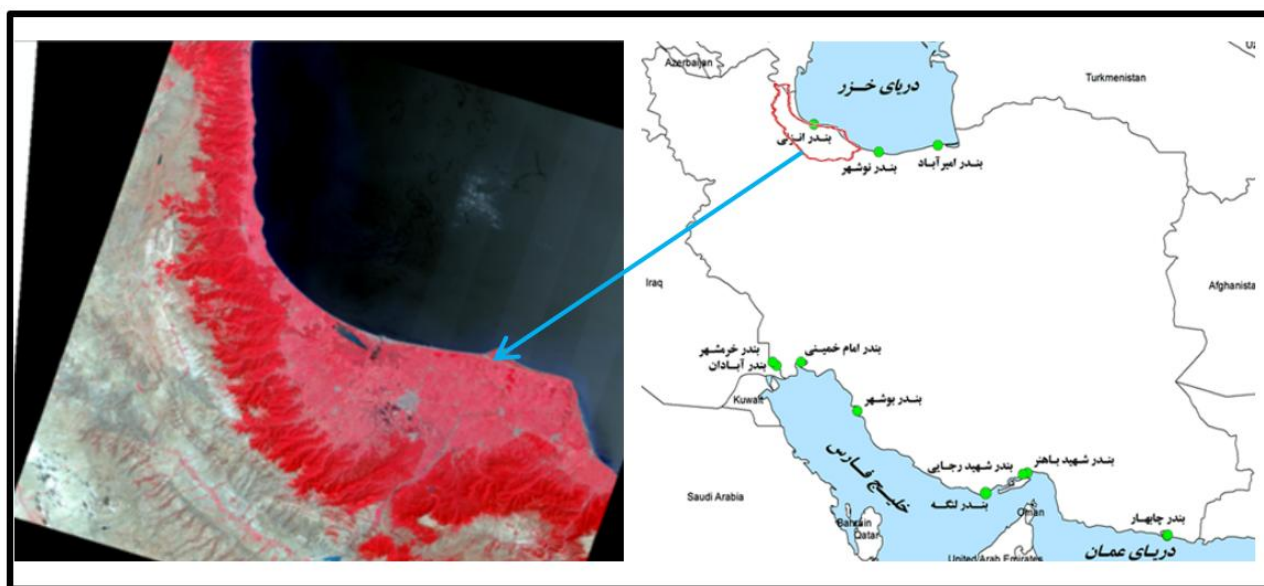 Azerbaijan
Uz
Turkmenistan
دریای خزر
بندر انزلی
بندر نوشهر
بندر امیرآباد
Iraq
Afghanista
بندر خرمشهر
بندر آبادان
بندر امام خمینی
Kuwait
بندر بوشهر
خلیج فارس
بندر شهید رجایی
بندر شهید باهنر
Saudi Arabia
بندر لنگه
Oman
Bahrain
Qatar
بندر چابهار
دریای عمان
United Arab Emirates